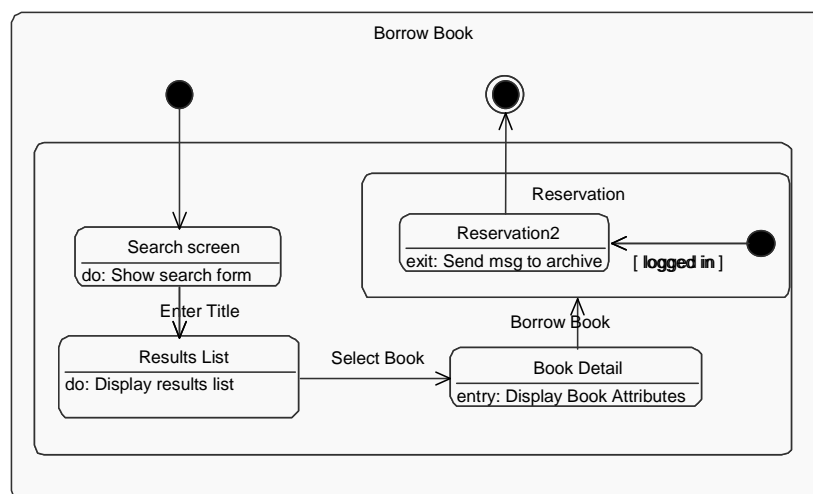 Borrow Book
Reservation
Search screen
do: Show search form
Reservation2
exit: Send msg to archive
[ logged in ]
Enter Title
Borrow Book
Results List
do: Display results list
Select Book
Book Detail
entry: Display Book Attributes